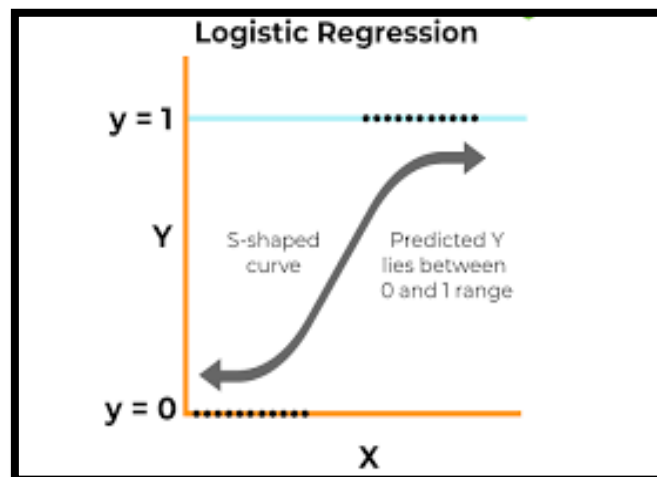 Logistic Regression
y = 1
Y
S-shaped
curve
Predicted Y
lies between
0 and 1 range
y = 0
X